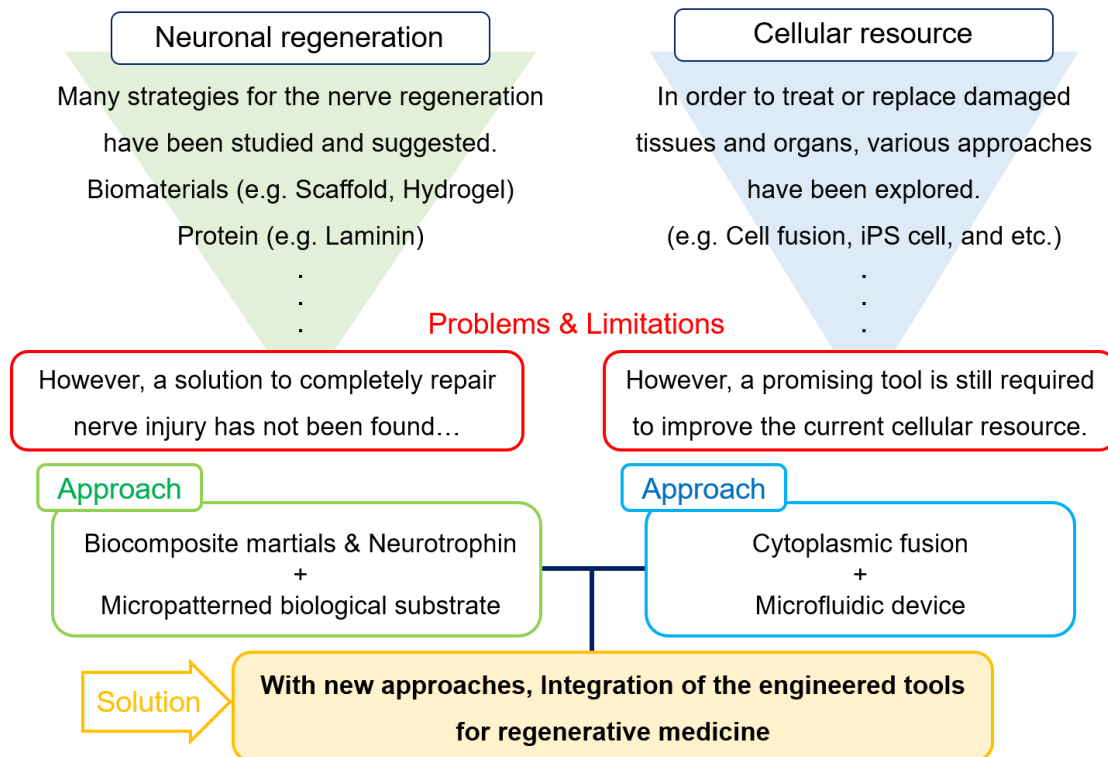 Neuronal regeneration
Many strategies for the nerve regeneration
have been studied and suggested.
Biomaterials (e.g. Scaffold, Hydrogel)
Protein (e.g. Laminin)
.
.
.
Cellular resource
In order to treat or replace damaged
tissues and organs, various approaches
have been explored.
(e.g. Cell fusion, iPS cell, and etc.)
.
.
.
Problems & Limitations
However, a solution to completely repair
nerve injury has not been found…
However, a promising tool is still required
to improve the current cellular resource.
Approach
Biocomposite martials & Neurotrophin
+
Micropatterned biological substrate
Approach
Cytoplasmic fusion
+
Microfluidic device
Solution
With new approaches, Integration of the engineered tools
for regenerative medicine